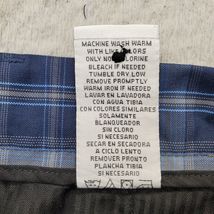 MACHINE WASH WARM
WITH LIKE COLORS
ONLY NON CHLORINE
BLEACH IF NEEDED
TUMBLE DRY LOW
REMOVE PROMPTLY
WARM IRON IF NEEDED
LAVAR EN LAVADORA
CON AGUA TIBIA
CON COLORES SIMILARES
SOLAMENTE
BLANQUEADOR
SIN CLORO
SI NECESARIO
SECAR EN SECADORA
A CICLO LENTO
REMOVER PRONTO
PLANCHA TIBIA
SI NECESARIO